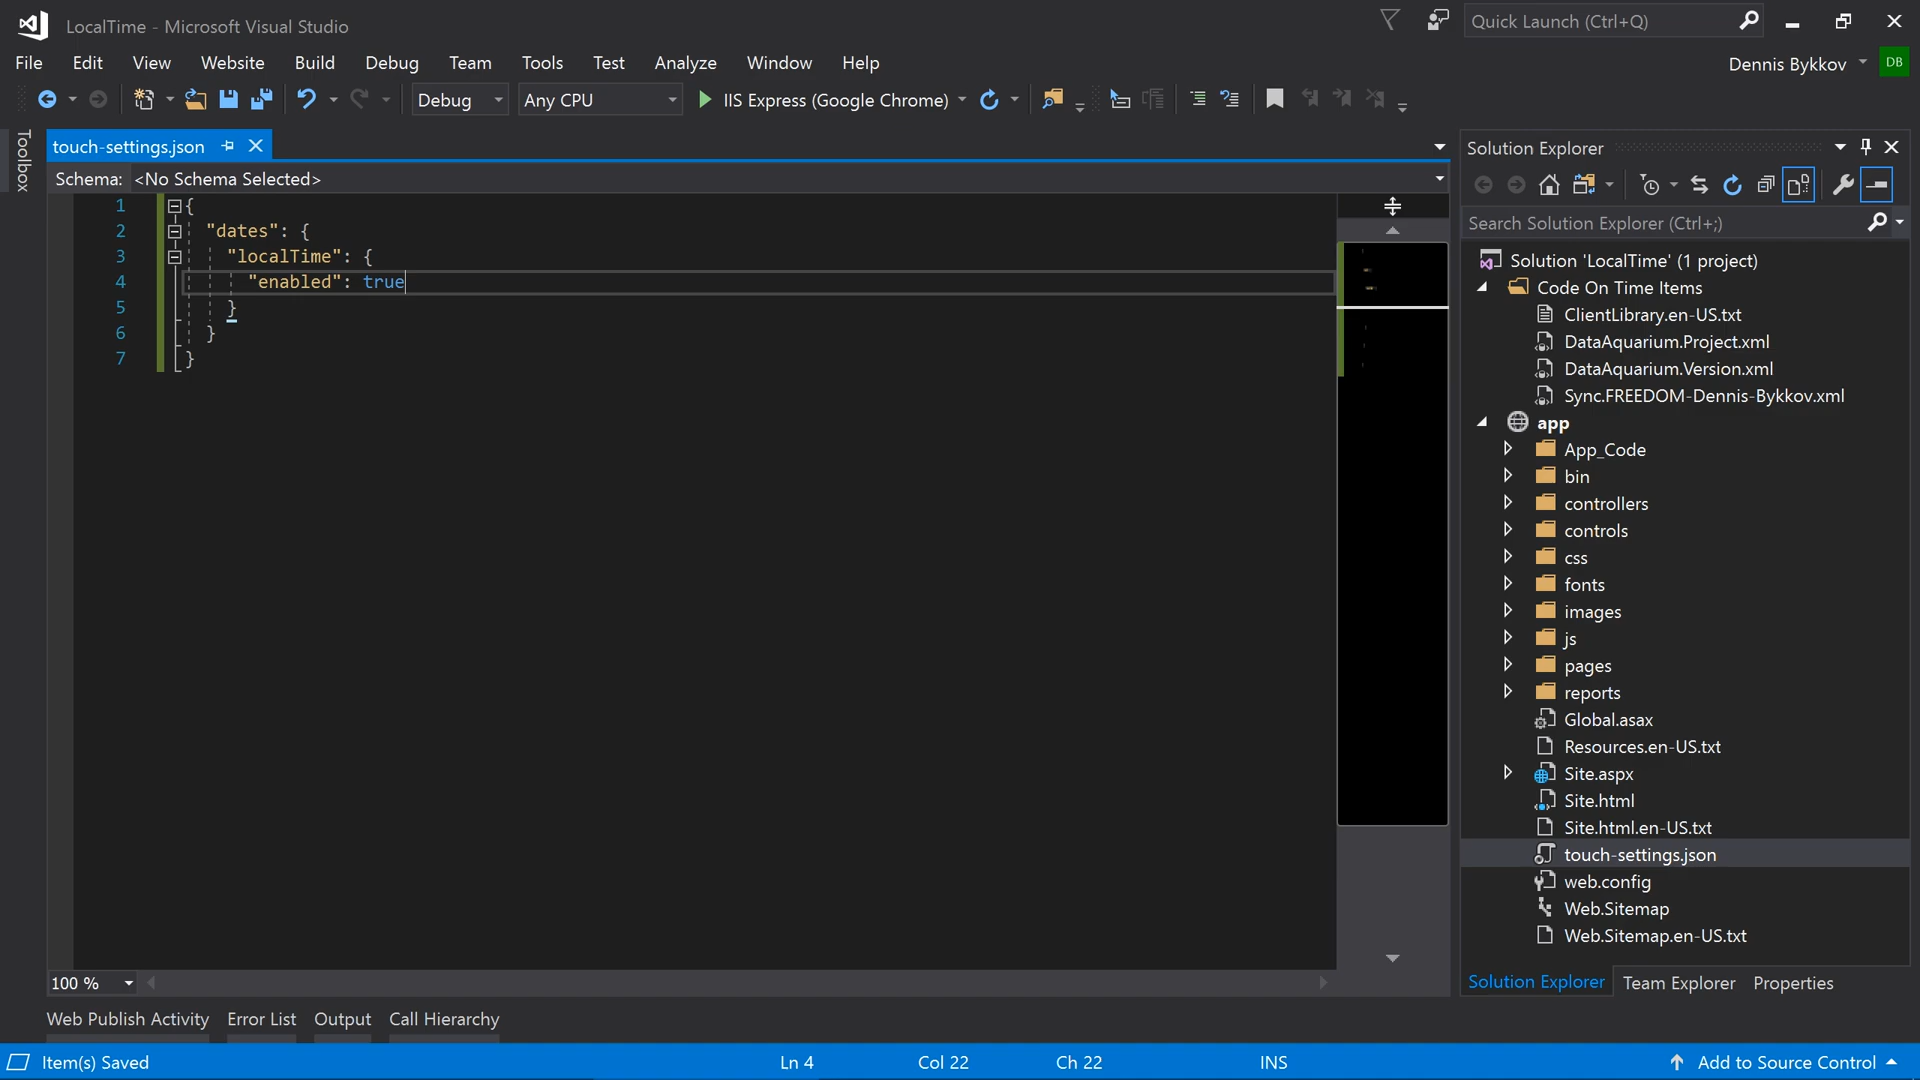 LocalTime - Microsoft Visual Studio
Quick Launch (Ctrl+Q)
File Edit View Website Build Debug Team Tools Test Analyze Window Help
Dennis Bykkov DB
Debug Any CPU IIS Express (Google Chrome)
Toolbox
touch-settings.json
Schema: <No Schema Selected>
1 {
2 "dates": {
3 "localTime": {
4 "enabled": true
5 }
6 }
7 }
100 %
Solution Explorer
Search Solution Explorer (Ctrl+;)
Solution 'LocalTime' (1 project)
Code On Time Items
ClientLibrary.en-US.txt
DataAquarium.Project.xml
DataAquarium.Version.xml
Sync.FREEDOM-Dennis-Bykkov.xml
app
App_Code
bin
controllers
controls
css
fonts
images
js
pages
reports
Global.asax
Resources.en-US.txt
Site.aspx
Site.html
Site.html.en-US.txt
touch-settings.json
web.config
Web.Sitemap
Web.Sitemap.en-US.txt
Solution Explorer Team Explorer Properties
Web Publish Activity Error List Output Call Hierarchy
Item(s) Saved Ln 4 Col 22 Ch 22 INS Add to Source Control